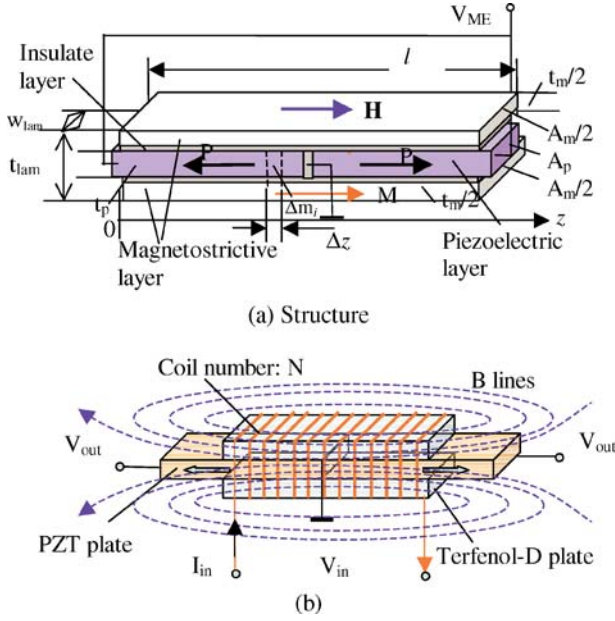 V_ME
Insulate
layer
l
t_m/2
w_lam
H
A_m/2
t_lam
P
P
A_p
A_m/2
t_p
Δm_i
M
t_m/2
0
Δz
z
Magnetostrictive
layer
Piezoelectric
layer
(a) Structure
Coil number: N
B lines
V_out
V_out
PZT plate
I_in
V_in
Terfenol-D plate
(b)